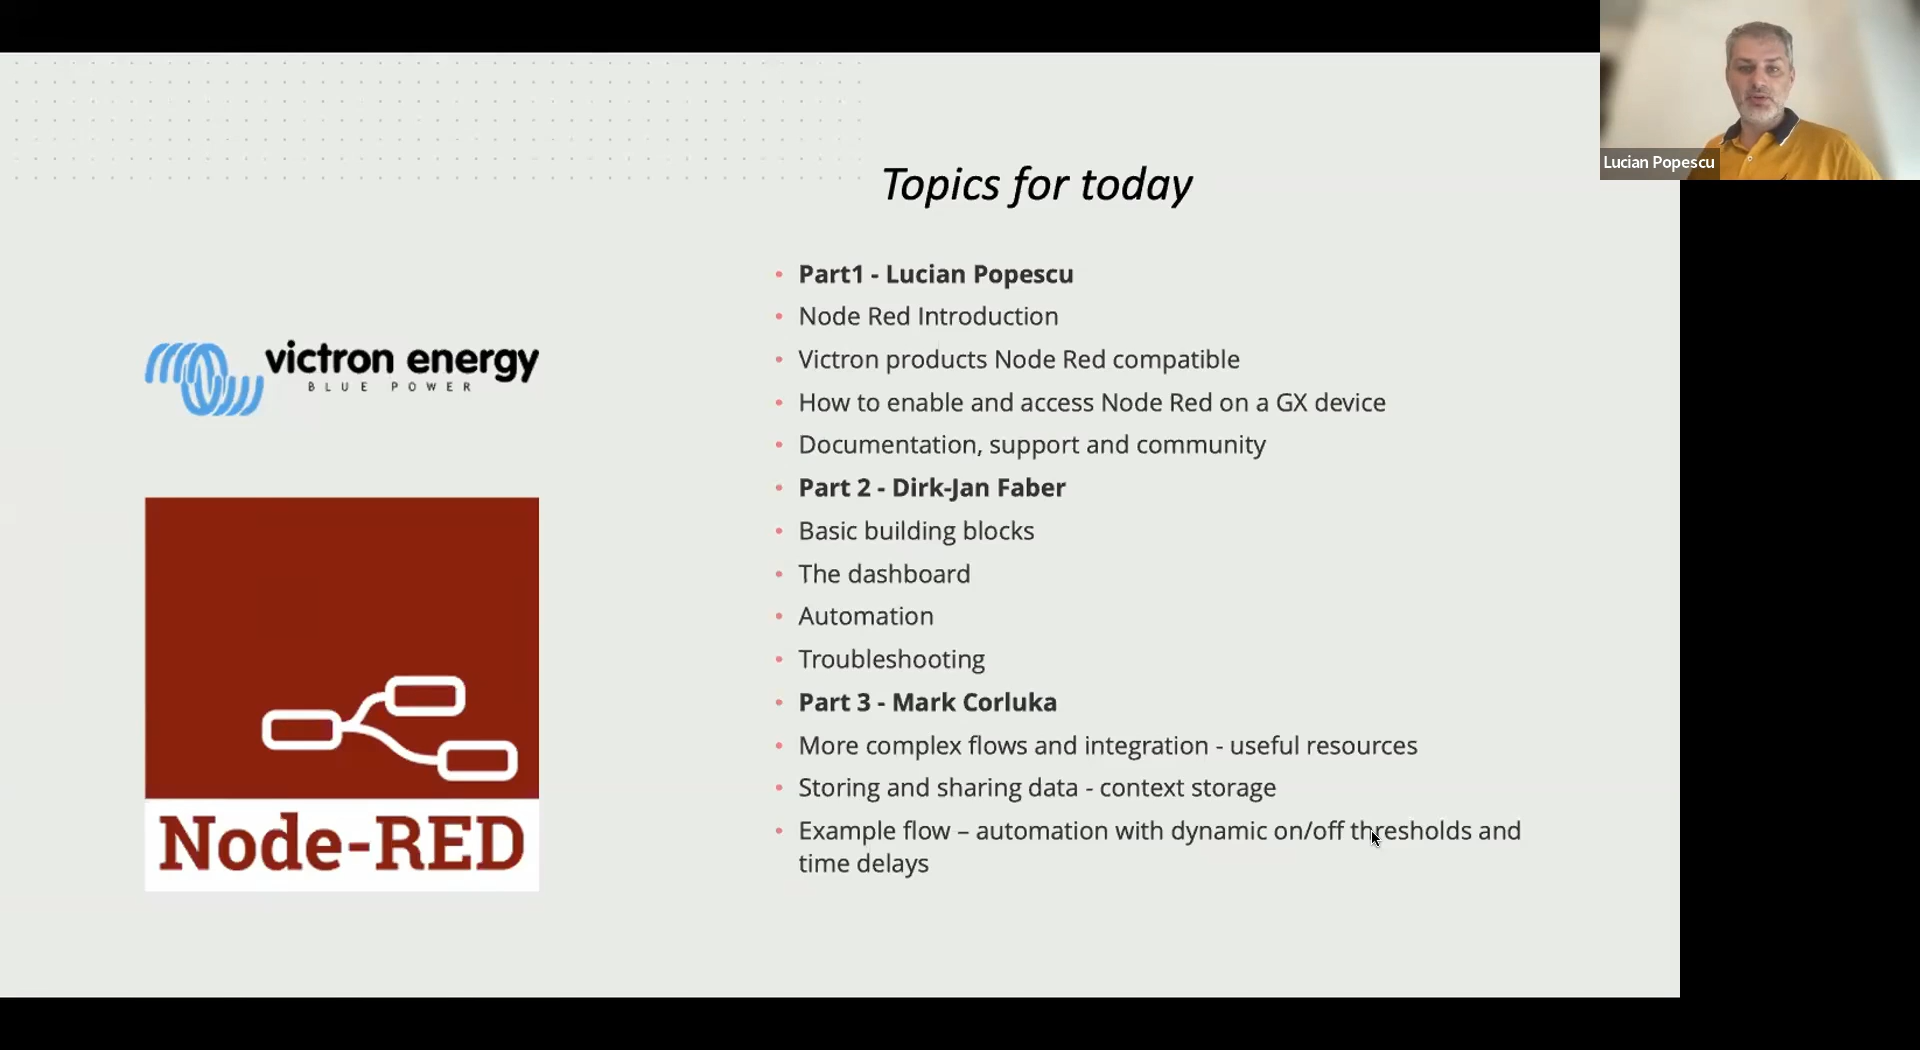 Lucian Popescu
Topics for today
victron energy
BLUE POWER
Node-RED
• Part1 - Lucian Popescu
• Node Red Introduction
• Victron products Node Red compatible
• How to enable and access Node Red on a GX device
• Documentation, support and community
• Part 2 - Dirk-Jan Faber
• Basic building blocks
• The dashboard
• Automation
• Troubleshooting
• Part 3 - Mark Corluka
• More complex flows and integration - useful resources
• Storing and sharing data - context storage
• Example flow – automation with dynamic on/off thresholds and
time delays